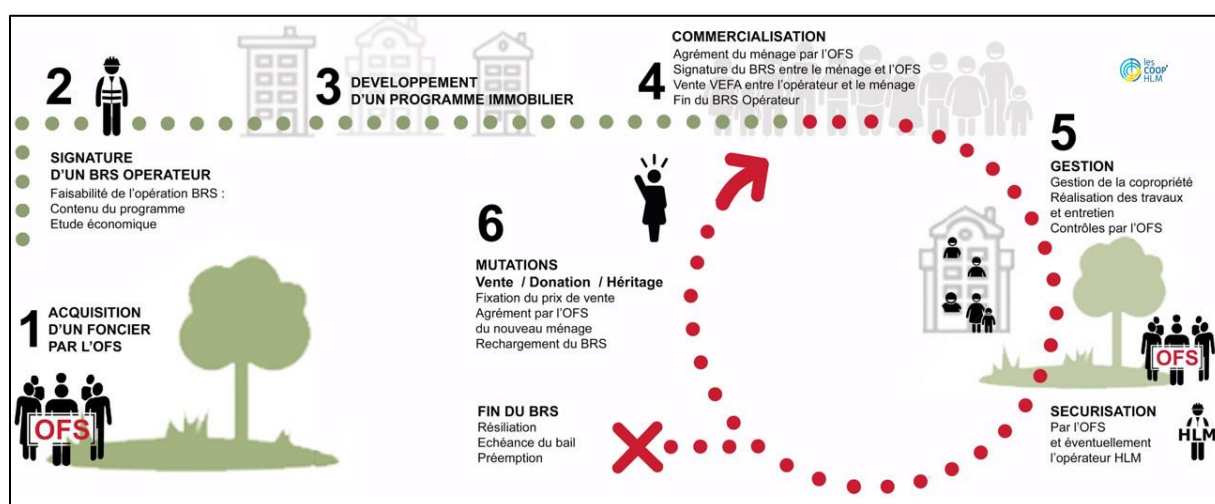 1
ACQUISITION
D'UN FONCIER
PAR L'OFS
OFS
2
SIGNATURE
D'UN BRS OPERATEUR
Faisabilité de l'opération BRS :
Contenu du programme
Etude économique
3
DEVELOPPEMENT
D'UN PROGRAMME IMMOBILIER
4
COMMERCIALISATION
Agrément du ménage par l'OFS
Signature du BRS entre le ménage et l'OFS
Vente VEFA entre l'opérateur et le ménage
Fin du BRS Opérateur
les
COOP'
HLM
5
GESTION
Gestion de la copropriété
Réalisation des travaux
et entretien
Contrôles par l'OFS
OFS
SECURISATION
Par l'OFS
et éventuellement
l'opérateur HLM
HLM
6
MUTATIONS
Vente / Donation / Héritage
Fixation du prix de vente
Agrément par l'OFS
du nouveau ménage
Rechargement du BRS
FIN DU BRS
Résiliation
Echéance du bail
Préemption